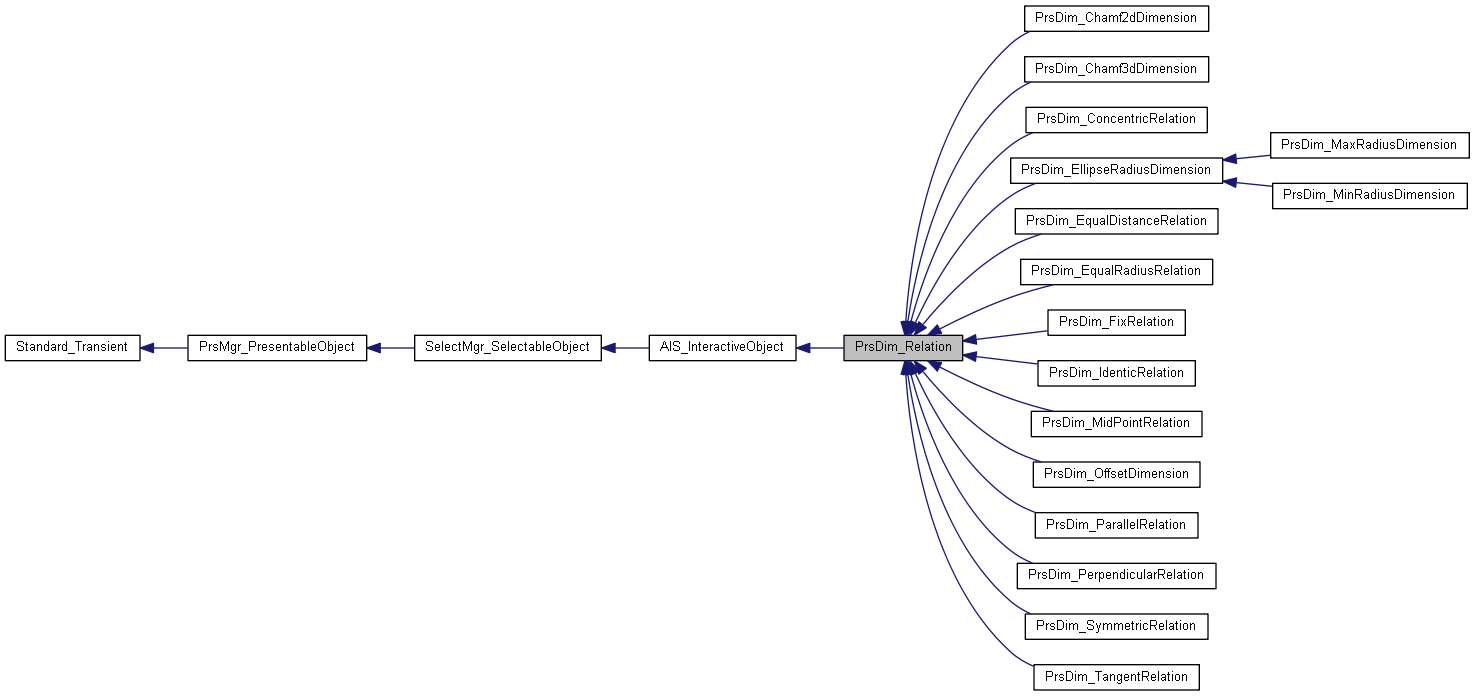 PrsDim_Chamf2dDimension
PrsDim_Chamf3dDimension
PrsDim_ConcentricRelation
PrsDim_MaxRadiusDimension
PrsDim_EllipseRadiusDimension
PrsDim_MinRadiusDimension
PrsDim_EqualDistanceRelation
PrsDim_EqualRadiusRelation
PrsDim_FixRelation
Standard_Transient
PrsMgr_PresentableObject
SelectMgr_SelectableObject
AIS_InteractiveObject
PrsDim_Relation
PrsDim_IdenticRelation
PrsDim_MidPointRelation
PrsDim_OffsetDimension
PrsDim_ParallelRelation
PrsDim_PerpendicularRelation
PrsDim_SymmetricRelation
PrsDim_TangentRelation